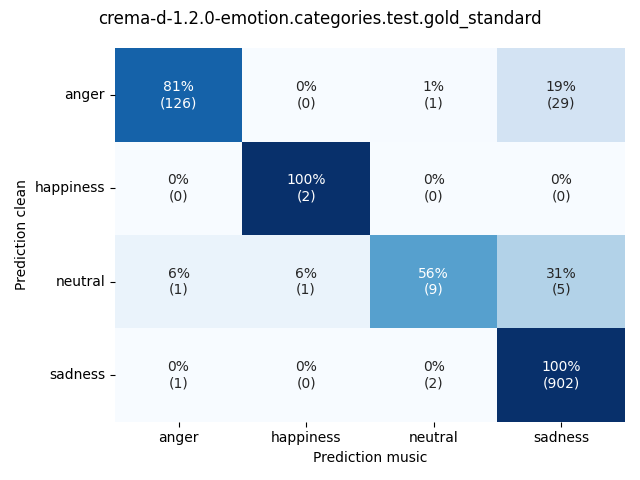 crema-d-1.2.0-emotion.categories.test.gold_standard
Prediction clean
anger
81% 0% 1% 19%
(126) (0) (1) (29)
happiness
0% 100% 0% 0%
(0) (2) (0) (0)
neutral
6% 6% 56% 31%
(1) (1) (9) (5)
sadness
0% 0% 0% 100%
(1) (0) (2) (902)
anger happiness neutral sadness
Prediction music